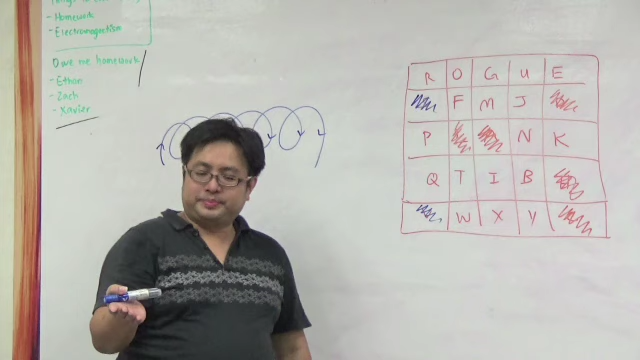 - Homework
- Electromagnetism
Owe me homework
- Ethan
- Zach
- Xavier
R O G U E
F M J
P N K
Q T I B
W X Y